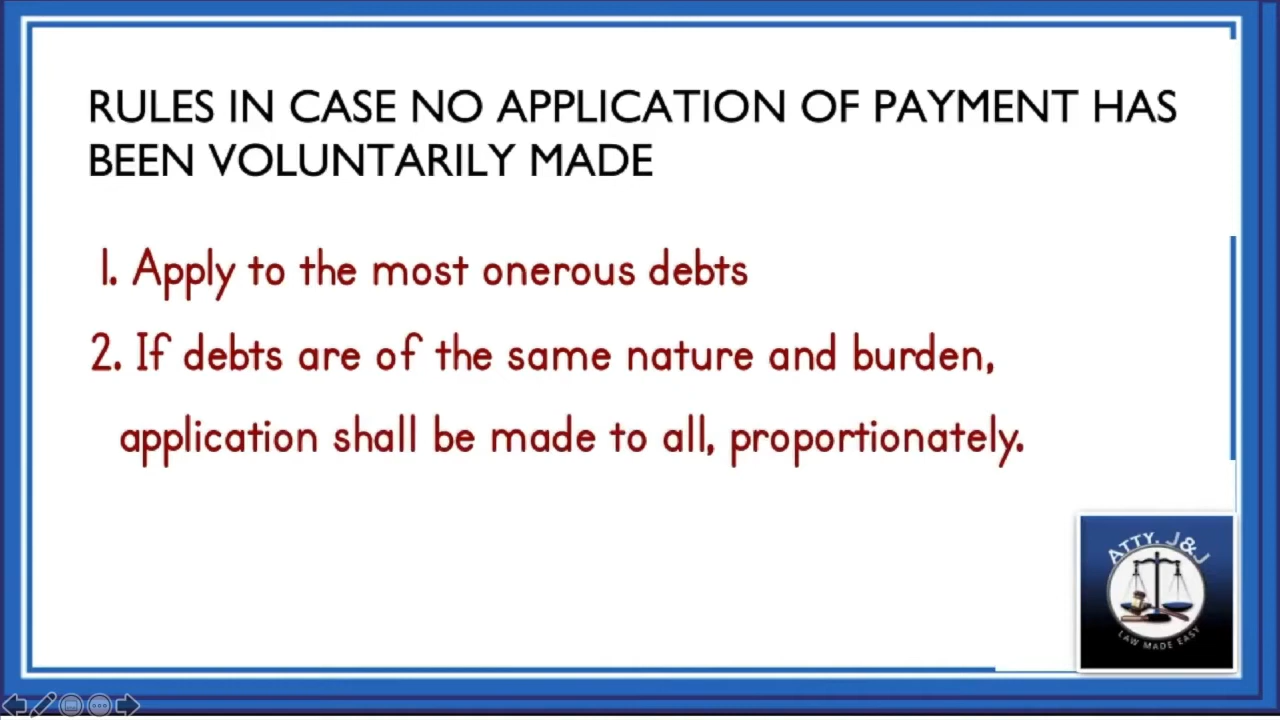 RULES IN CASE NO APPLICATION OF PAYMENT HAS
BEEN VOLUNTARILY MADE
1. Apply to the most onerous debts
2. If debts are of the same nature and burden,
application shall be made to all, proportionately.
ATTY. J&J
LAW MADE EASY